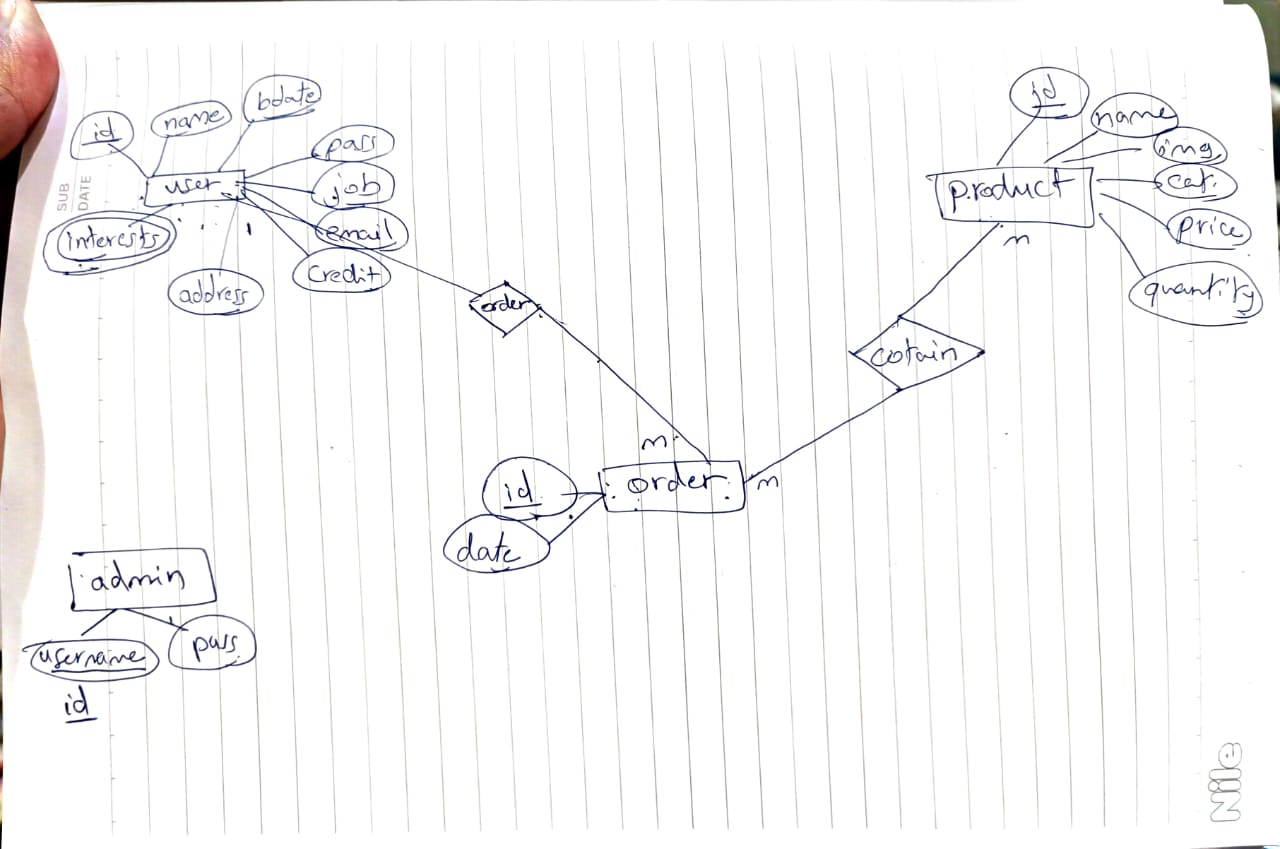 id
name
bdate
pass
job
email
credit
address
interests
user
1
SUB
DATE
order
id
name
img
cat.
price
quantity
product
n
cotain
m
n
order
id
date
admin
username
pass
id
Nile